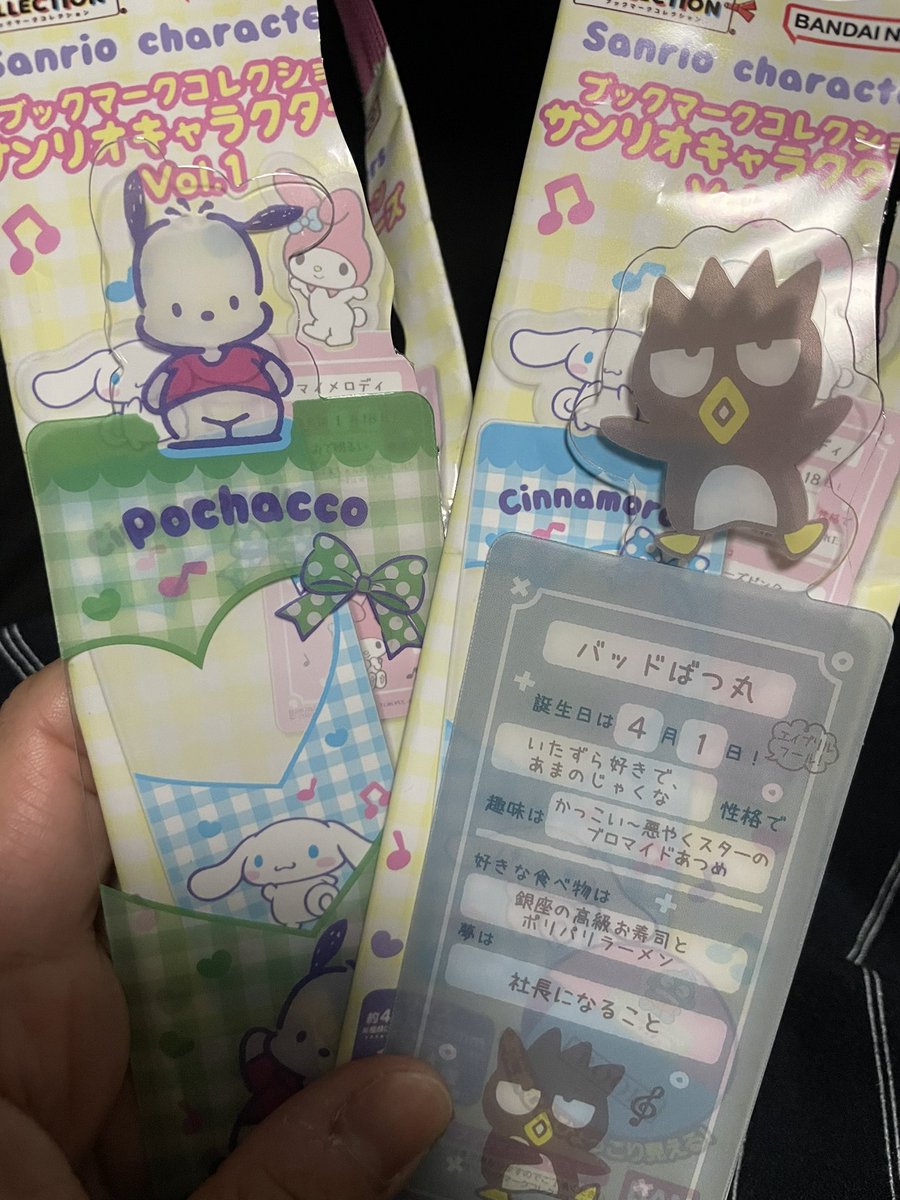 Sanrio characte
ブックマークコレクショ
サンリオキャラクター
Vol.1
マイメロディ
pochacco
BANDAI N
ブックマークコレクション
Sanrio characte
ブックマークコレクショ
サンリオキャラクタ
cinnamoro
バッドばつ丸
誕生日は4月1日!
エイプリル
フール!
いたずら好きで、
あまのじゃくな
性格で
趣味は
かっこい〜悪やくスターの
ブロマイドあつめ
好きな食べ物は
銀座の高級お寿司と
ポリパリラーメン
夢は
社長になること
約4